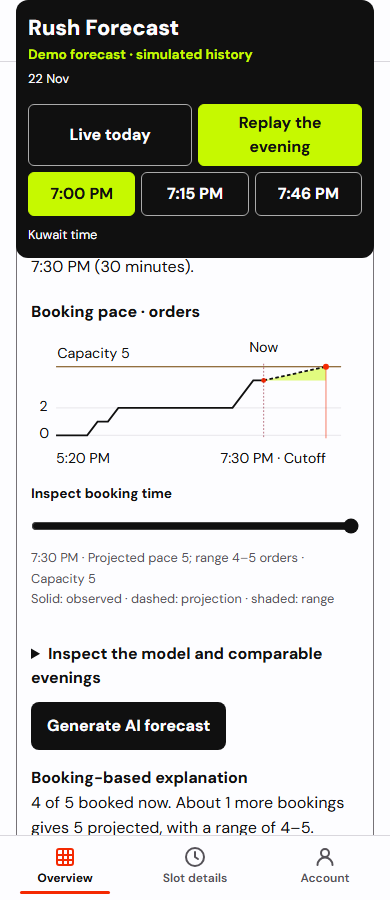 Rush Forecast
Demo forecast · simulated history
22 Nov
Live today
Replay the
evening
7:00 PM
7:15 PM
7:46 PM
Kuwait time
7:30 PM (30 minutes).
Booking pace · orders
Capacity 5
Now
2
0
5:20 PM
7:30 PM · Cutoff
Inspect booking time
7:30 PM · Projected pace 5; range 4–5 orders ·
Capacity 5
Solid: observed · dashed: projection · shaded: range
Inspect the model and comparable
evenings
Generate AI forecast
Booking-based explanation
4 of 5 booked now. About 1 more bookings
gives 5 projected, with a range of 4–5.
Overview
Slot details
Account